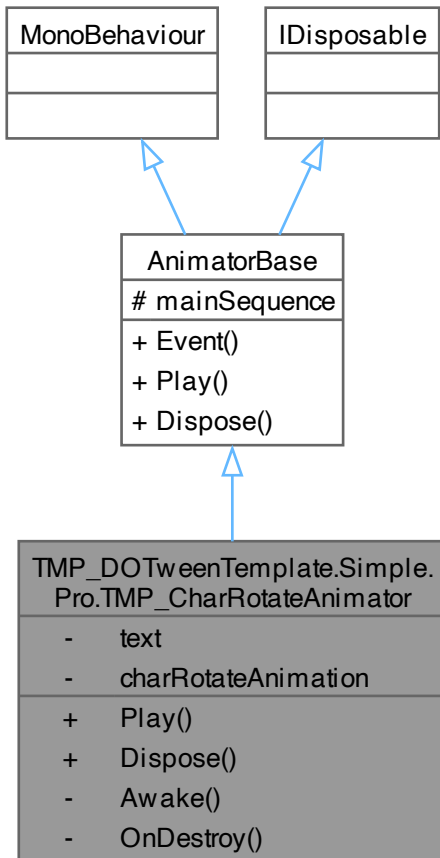 MonoBehaviour
IDisposable
AnimatorBase
# mainSequence
+ Event()
+ Play()
+ Dispose()
TMP_DOTweenTemplate.Simple.
Pro.TMP_CharRotateAnimator
- text
- charRotateAnimation
+ Play()
+ Dispose()
- Awake()
- OnDestroy()